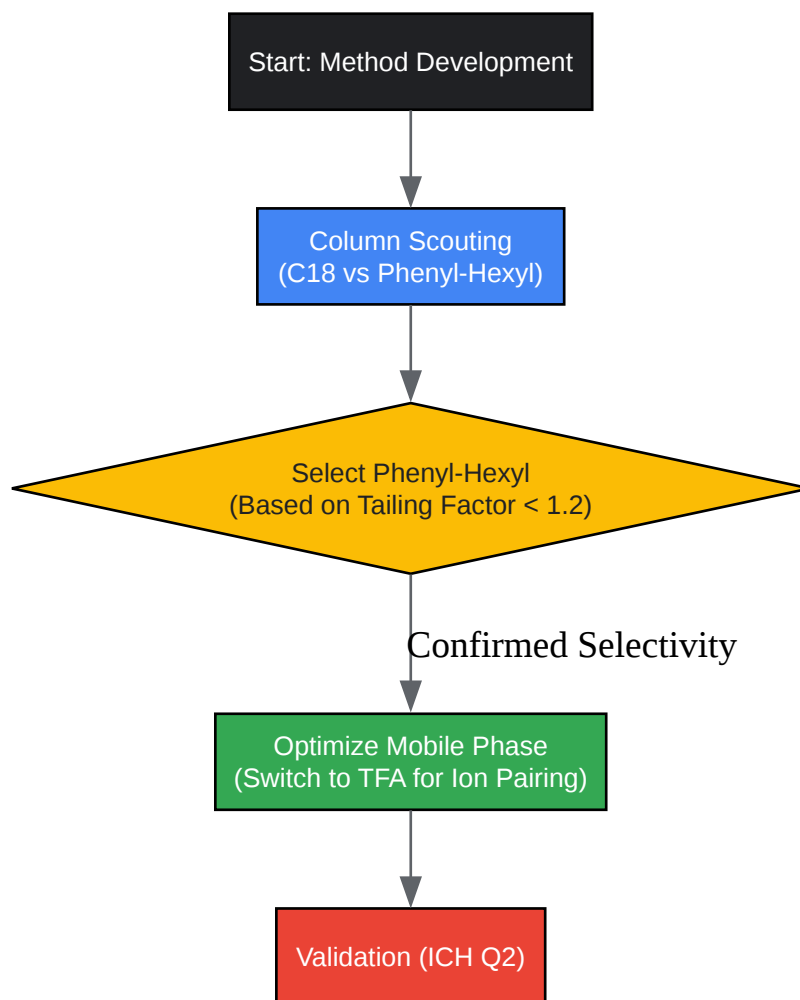 Start: Method Development
Column Scouting
(C18 vs Phenyl-Hexyl)
Select Phenyl-Hexyl
(Based on Tailing Factor < 1.2)
Confirmed Selectivity
Optimize Mobile Phase
(Switch to TFA for Ion Pairing)
Validation (ICH Q2)